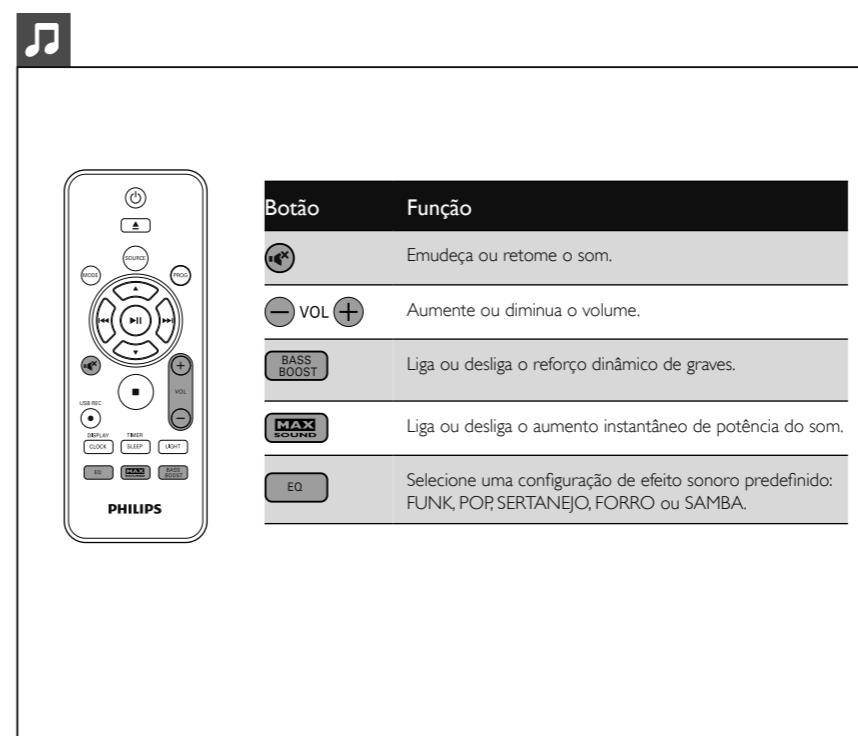 SOURCE
MODE
PROG
VOL
USB REC
DISPLAY TIMER
CLOCK SLEEP LIGHT
EQ MAX SOUND BASS BOOST
PHILIPS
Botão Função
Emudeça ou retome o som.
VOL Aumente ou diminua o volume.
BASS
BOOST
Liga ou desliga o reforço dinâmico de graves.
MAX
SOUND
Liga ou desliga o aumento instantâneo de potência do som.
EQ
Selecione uma configuração de efeito sonoro predefinido:
FUNK, POP, SERTANEJO, FORRO ou SAMBA.